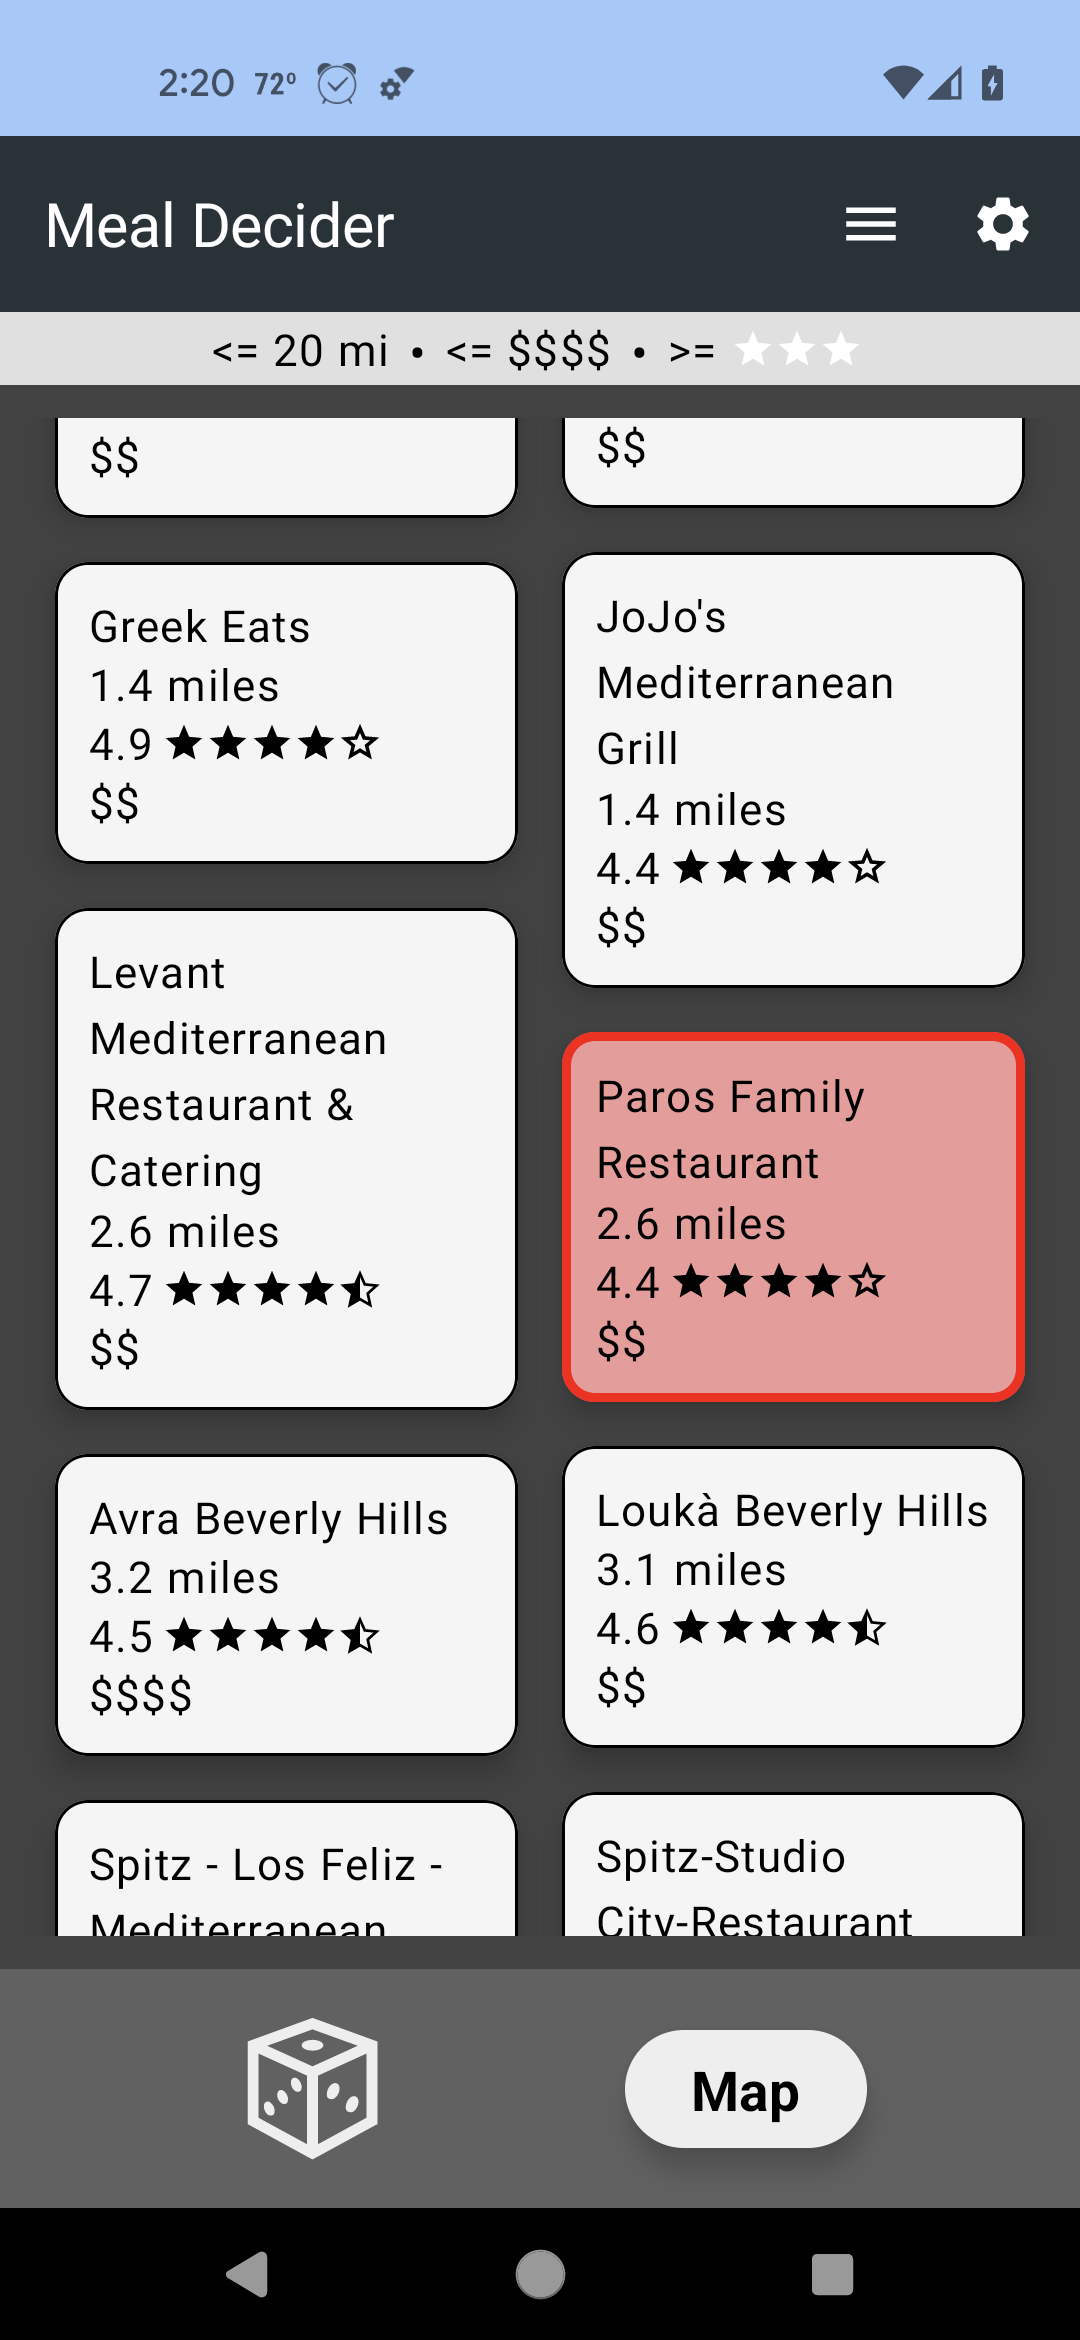 2:20 72°
Meal Decider
<= 20 mi • <= $$$$ • >= ★★★
$$
$$
Greek Eats
1.4 miles
4.9 ★★★★☆
$$
JoJo's
Mediterranean
Grill
1.4 miles
4.4 ★★★★☆
$$
Levant
Mediterranean
Restaurant &
Catering
2.6 miles
4.7 ★★★★⯪
$$
Paros Family
Restaurant
2.6 miles
4.4 ★★★★☆
$$
Avra Beverly Hills
3.2 miles
4.5 ★★★★⯪
$$$$
Loukà Beverly Hills
3.1 miles
4.6 ★★★★⯪
$$
Spitz - Los Feliz -
Mediterranean
Spitz-Studio
City-Restaurant
Map